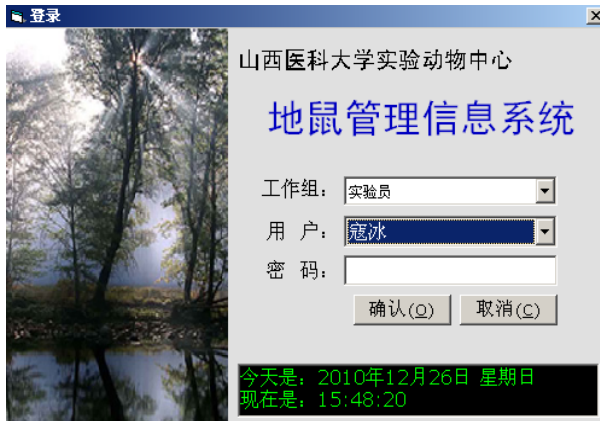 登录
山西医科大学实验动物中心
地鼠管理信息系统
工作组：实验员
用 户：寇冰
密 码：
确认(O) 取消(C)
今天是：2010年12月26日 星期日
现在是：15:48:20